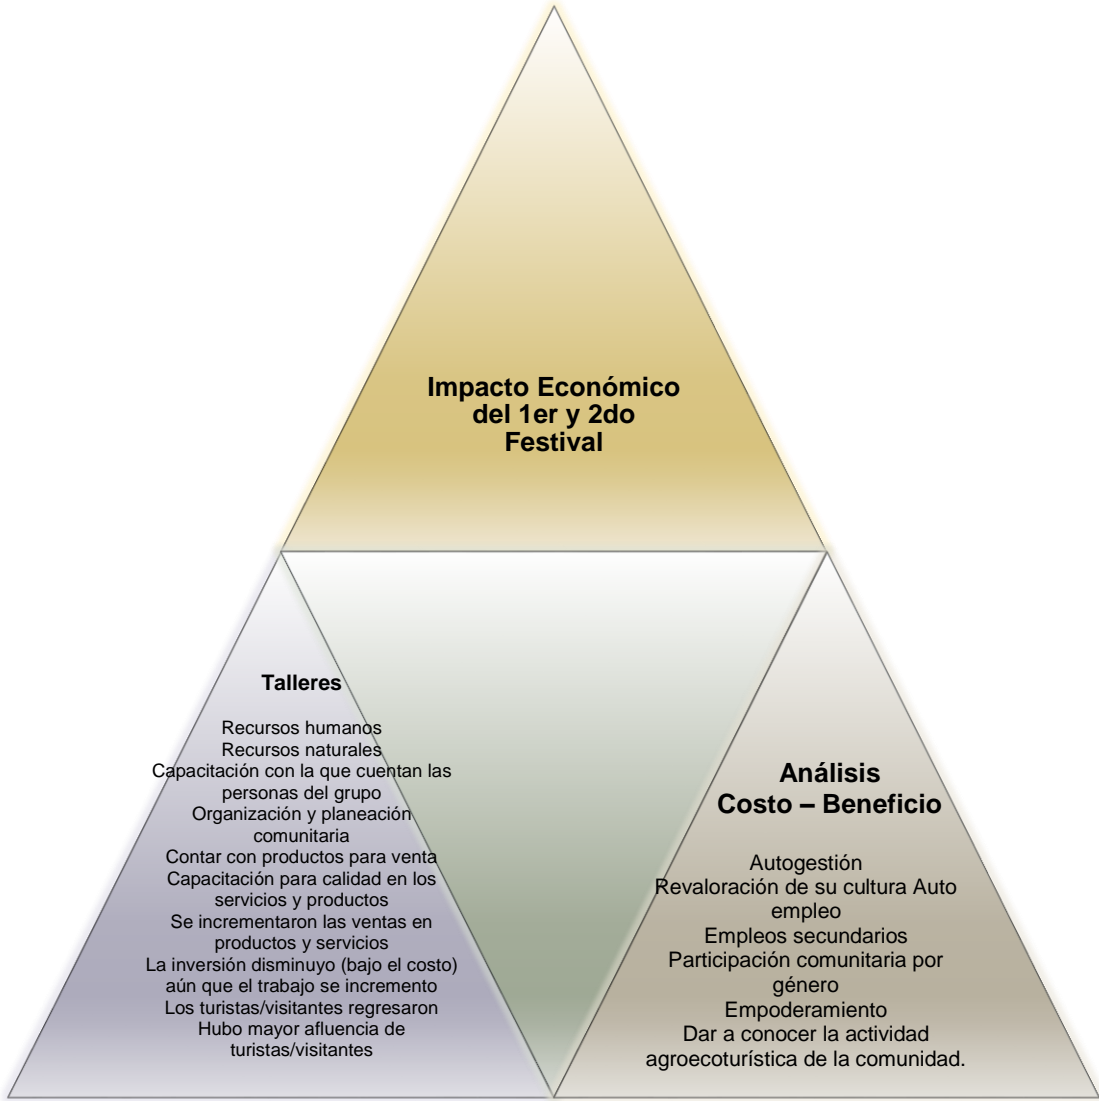 Impacto Económico
del 1er y 2do
Festival
Talleres
Recursos humanos
Recursos naturales
Capacitación con la que cuentan las
personas del grupo
Organización y planeación
comunitaria
Contar con productos para venta
Capacitación para calidad en los
servicios y productos
Se incrementaron las ventas en
productos y servicios
La inversión disminuyo (bajo el costo)
aún que el trabajo se incremento
Los turistas/visitantes regresaron
Hubo mayor afluencia de
turistas/visitantes
Análisis
Costo – Beneficio
Autogestión
Revaloración de su cultura Auto
empleo
Empleos secundarios
Participación comunitaria por
género
Empoderamiento
Dar a conocer la actividad
agroecoturística de la comunidad.